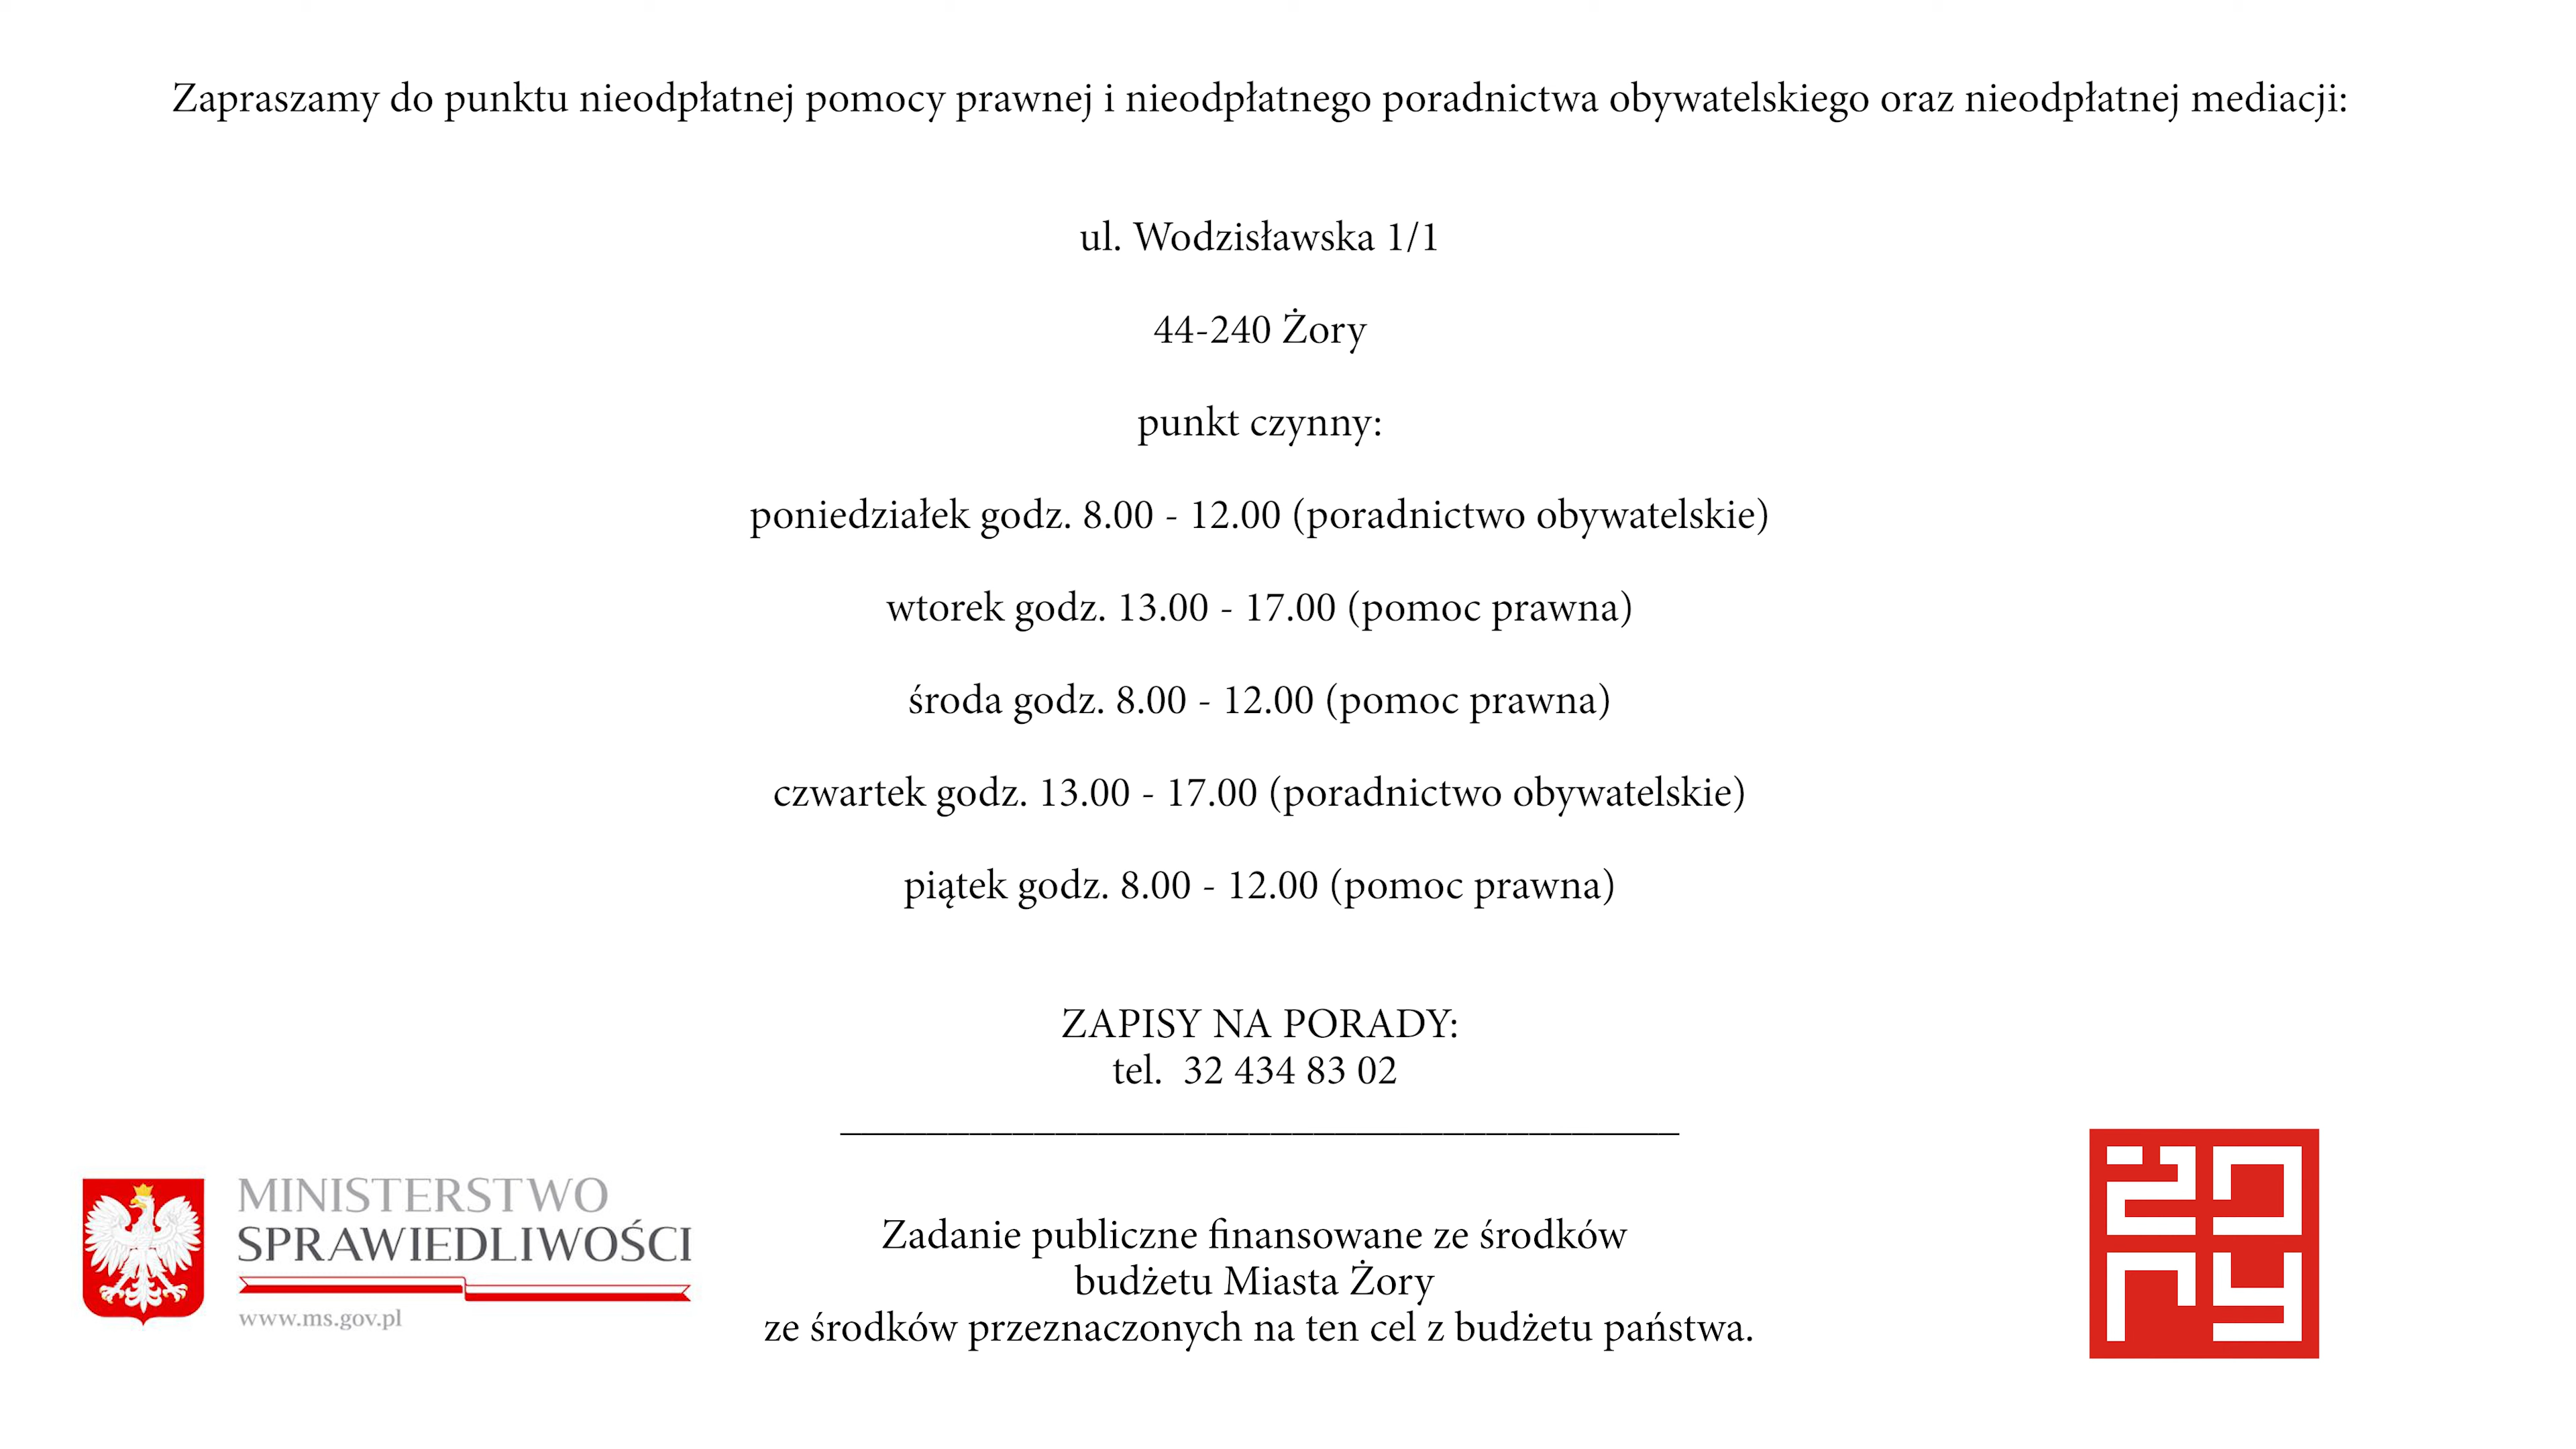 Zapraszamy do punktu nieodpłatnej pomocy prawnej i nieodpłatnego poradnictwa obywatelskiego oraz nieodpłatnej mediacji:
ul. Wodzisławska 1/1
44-240 Żory
punkt czynny:
poniedziałek godz. 8.00 - 12.00 (poradnictwo obywatelskie)
wtorek godz. 13.00 - 17.00 (pomoc prawna)
środa godz. 8.00 - 12.00 (pomoc prawna)
czwartek godz. 13.00 - 17.00 (poradnictwo obywatelskie)
piątek godz. 8.00 - 12.00 (pomoc prawna)
ZAPISY NA PORADY:
tel.  32 434 83 02
MINISTERSTWO
SPRAWIEDLIWOŚCI
www.ms.gov.pl
Zadanie publiczne finansowane ze środków
budżetu Miasta Żory
ze środków przeznaczonych na ten cel z budżetu państwa.
żo
ry